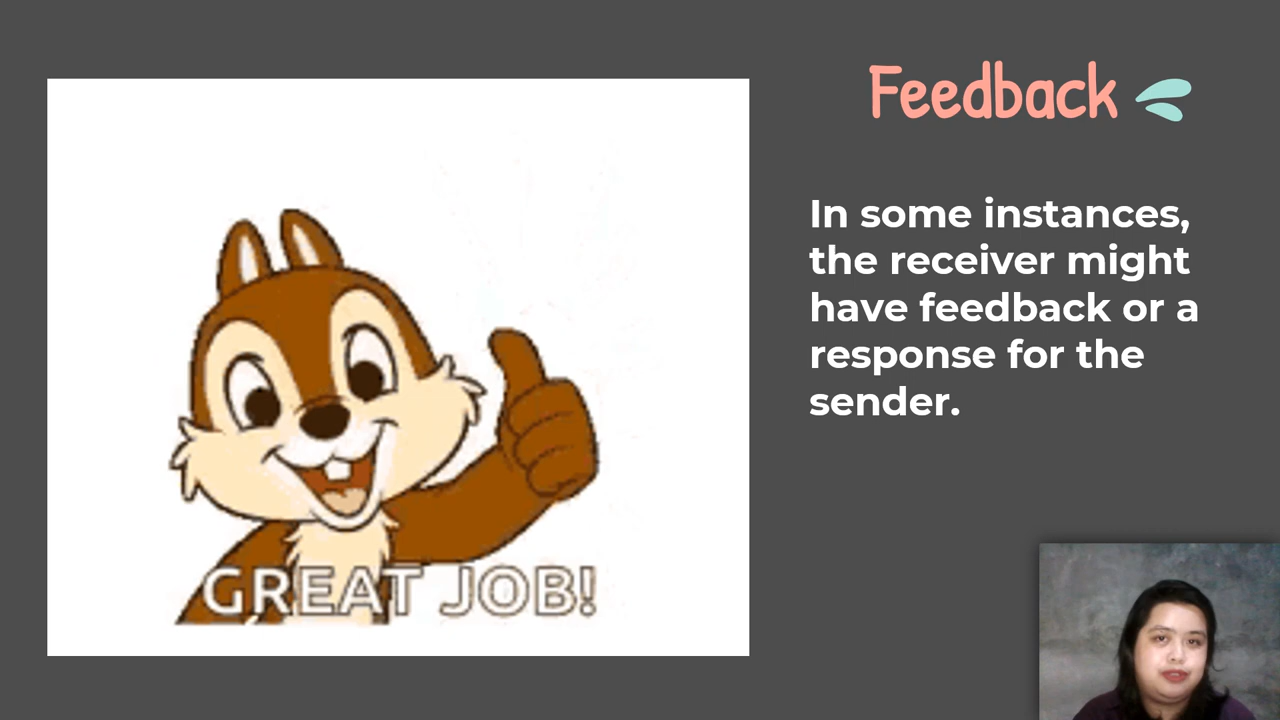 Feedback
In some instances,
the receiver might
have feedback or a
response for the
sender.
GREAT JOB!